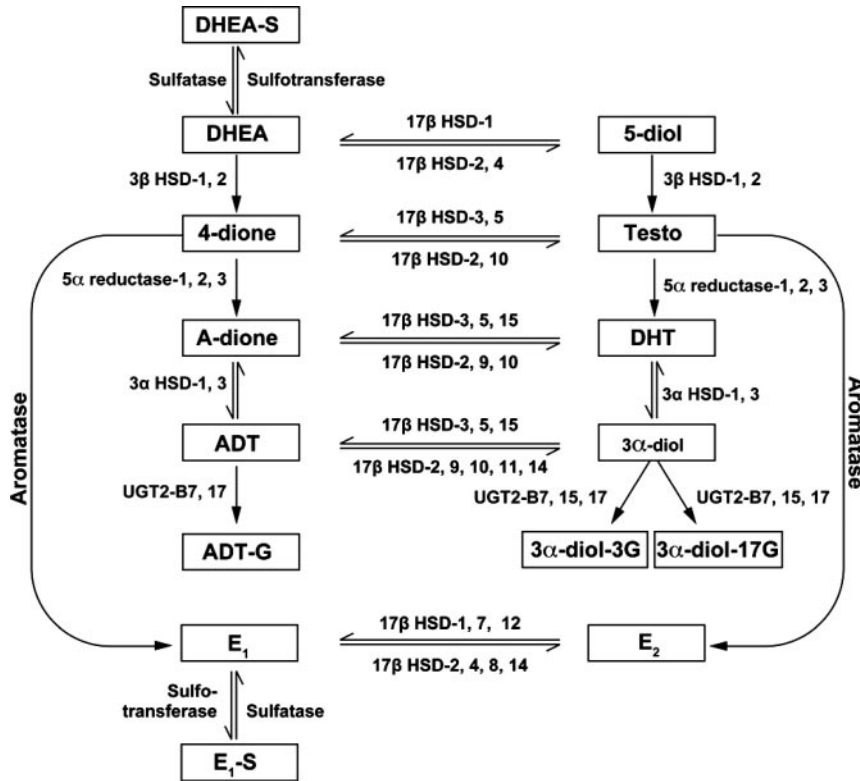 DHEA-S
Sulfatase Sulfotransferase
DHEA
17β HSD-1
17β HSD-2, 4
5-diol
3β HSD-1, 2
3β HSD-1, 2
4-dione
17β HSD-3, 5
17β HSD-2, 10
Testo
5α reductase-1, 2, 3
5α reductase-1, 2, 3
A-dione
17β HSD-3, 5, 15
17β HSD-2, 9, 10
DHT
3α HSD-1, 3
3α HSD-1, 3
ADT
17β HSD-3, 5, 15
17β HSD-2, 9, 10, 11, 14
3α-diol
Aromatase
Aromatase
UGT2-B7, 17
UGT2-B7, 15, 17
UGT2-B7, 15, 17
ADT-G
3α-diol-3G
3α-diol-17G
E₁
17β HSD-1, 7, 12
17β HSD-2, 4, 8, 14
E₂
Sulfo-
transferase
Sulfatase
E₁-S